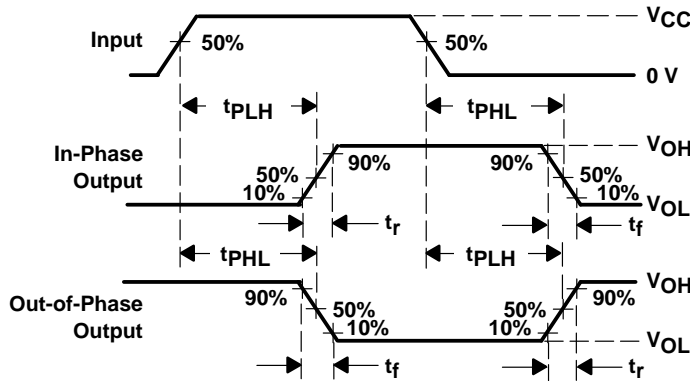 VCC
Input
50%
50%
0 V
tPLH
tPHL
In-Phase
Output
VOH
90%
90%
50%
50%
10%
10%
VOL
tr
tf
tPHL
tPLH
Out-of-Phase
Output
VOH
90%
90%
50%
50%
10%
10%
VOL
tf
tr